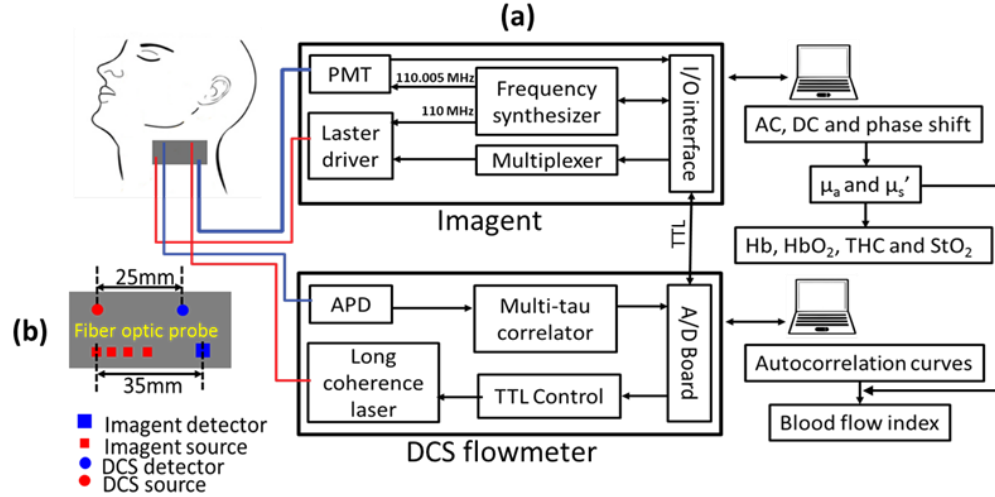 (a)
PMT
110.005 MHz
110 MHz
Frequency
synthesizer
Laster
driver
Multiplexer
I/O interface
Imagent
AC, DC and phase shift
μa and μs′
Hb, HbO2, THC and StO2
TTL
(b)
25mm
Fiber optic probe
35mm
Imagent detector
Imagent source
DCS detector
DCS source
APD
Multi-tau
correlator
Long
coherence
laser
TTL Control
A/D Board
DCS flowmeter
Autocorrelation curves
Blood flow index